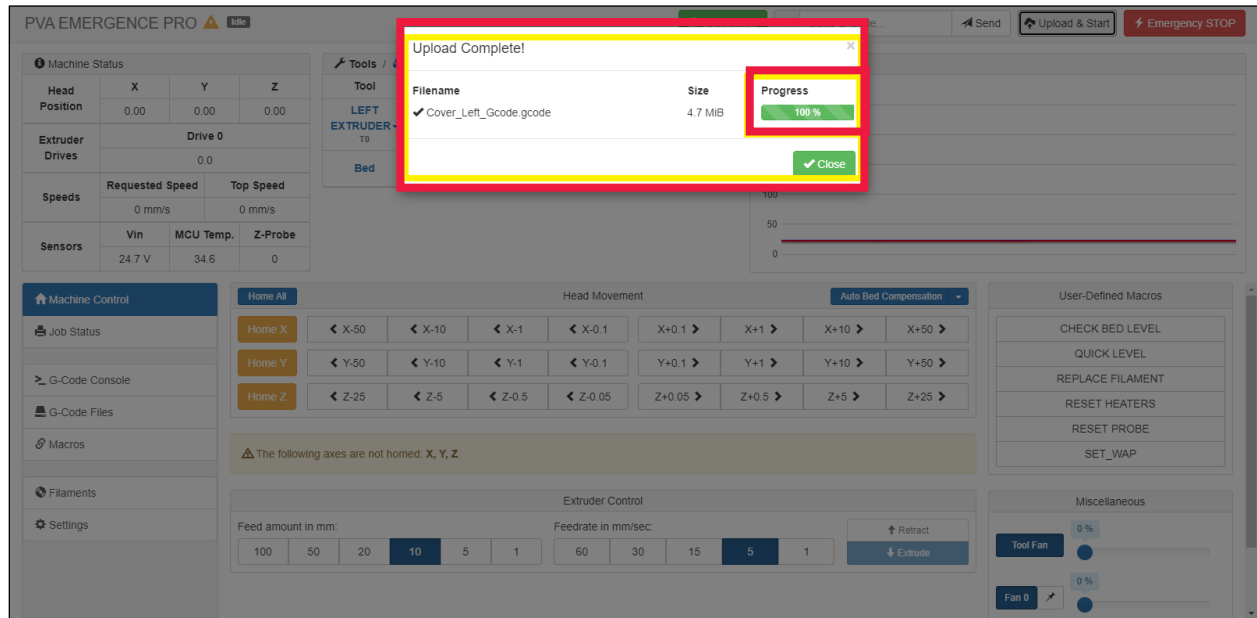 PVA EMERGENCE PRO Idle
Send
Upload & Start
Emergency STOP
Machine Status
Head Position
X Y Z
0.00 0.00 0.00
Extruder Drives
Drive 0
0.0
Speeds
Requested Speed Top Speed
0 mm/s 0 mm/s
Sensors
Vin MCU Temp. Z-Probe
24.7 V 34.6 0
Tools /
Tool
LEFT
EXTRUDER
T0
Bed
Upload Complete! ×
Filename Size Progress
Cover_Left_Gcode.gcode 4.7 MiB 100 %
Close
100
50
0
Machine Control
Job Status
G-Code Console
G-Code Files
Macros
Filaments
Settings
Home All Head Movement Auto Bed Compensation
Home X X-50 X-10 X-1 X-0.1 X+0.1 X+1 X+10 X+50
Home Y Y-50 Y-10 Y-1 Y-0.1 Y+0.1 Y+1 Y+10 Y+50
Home Z Z-25 Z-5 Z-0.5 Z-0.05 Z+0.05 Z+0.5 Z+5 Z+25
The following axes are not homed: X, Y, Z
Extruder Control
Feed amount in mm: Feedrate in mm/sec:
100 50 20 10 5 1 60 30 15 5 1
Retract
Extrude
User-Defined Macros
CHECK BED LEVEL
QUICK LEVEL
REPLACE FILAMENT
RESET HEATERS
RESET PROBE
SET_WAP
Miscellaneous
0 %
Tool Fan
0 %
Fan 0